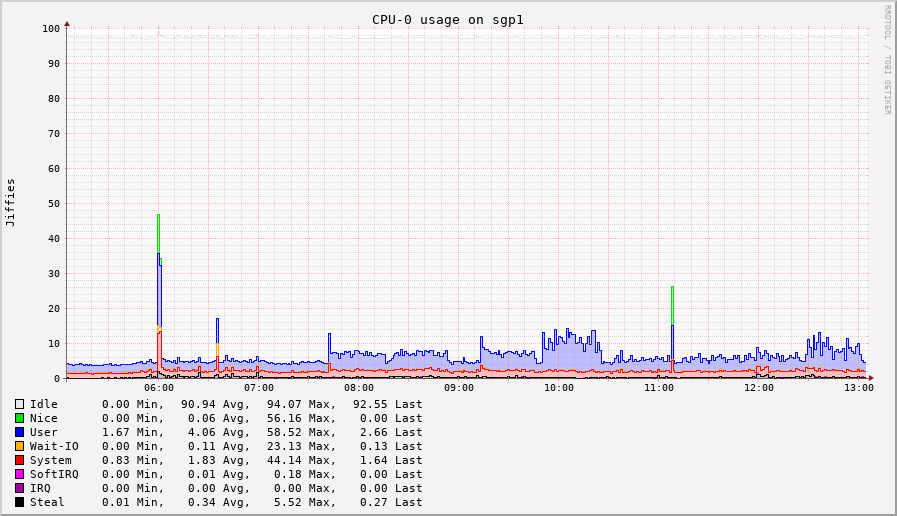 CPU-0 usage on sgp1
RRDTOOL / TOBI OETIKER
Jiffies
100
90
80
70
60
50
40
30
20
10
0
06:00 07:00 08:00 09:00 10:00 11:00 12:00 13:00
Idle 0.00 Min, 90.94 Avg, 94.07 Max, 92.55 Last
Nice 0.00 Min, 0.06 Avg, 56.16 Max, 0.00 Last
User 1.67 Min, 4.06 Avg, 58.52 Max, 2.66 Last
Wait-IO 0.00 Min, 0.11 Avg, 23.13 Max, 0.13 Last
System 0.83 Min, 1.83 Avg, 44.14 Max, 1.64 Last
SoftIRQ 0.00 Min, 0.01 Avg, 0.18 Max, 0.00 Last
IRQ 0.00 Min, 0.00 Avg, 0.00 Max, 0.00 Last
Steal 0.01 Min, 0.34 Avg, 5.52 Max, 0.27 Last